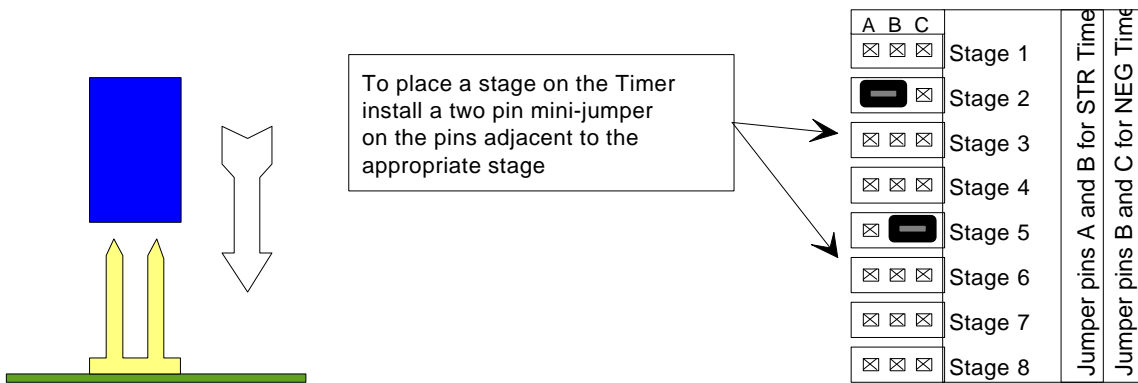 To place a stage on the Timer
install a two pin mini-jumper
on the pins adjacent to the
appropriate stage
A B C
Stage 1
Stage 2
Stage 3
Stage 4
Stage 5
Stage 6
Stage 7
Stage 8
Jumper pins A and B for STR Time
Jumper pins B and C for NEG Time